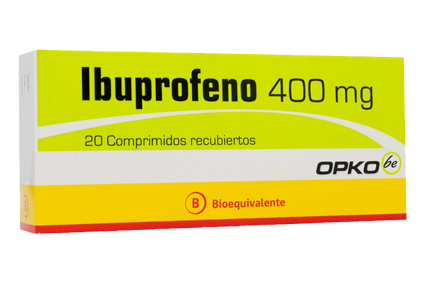 Ibuprofeno 400 mg
20 Comprimidos recubiertos
OPKO be
B Bioequivalente